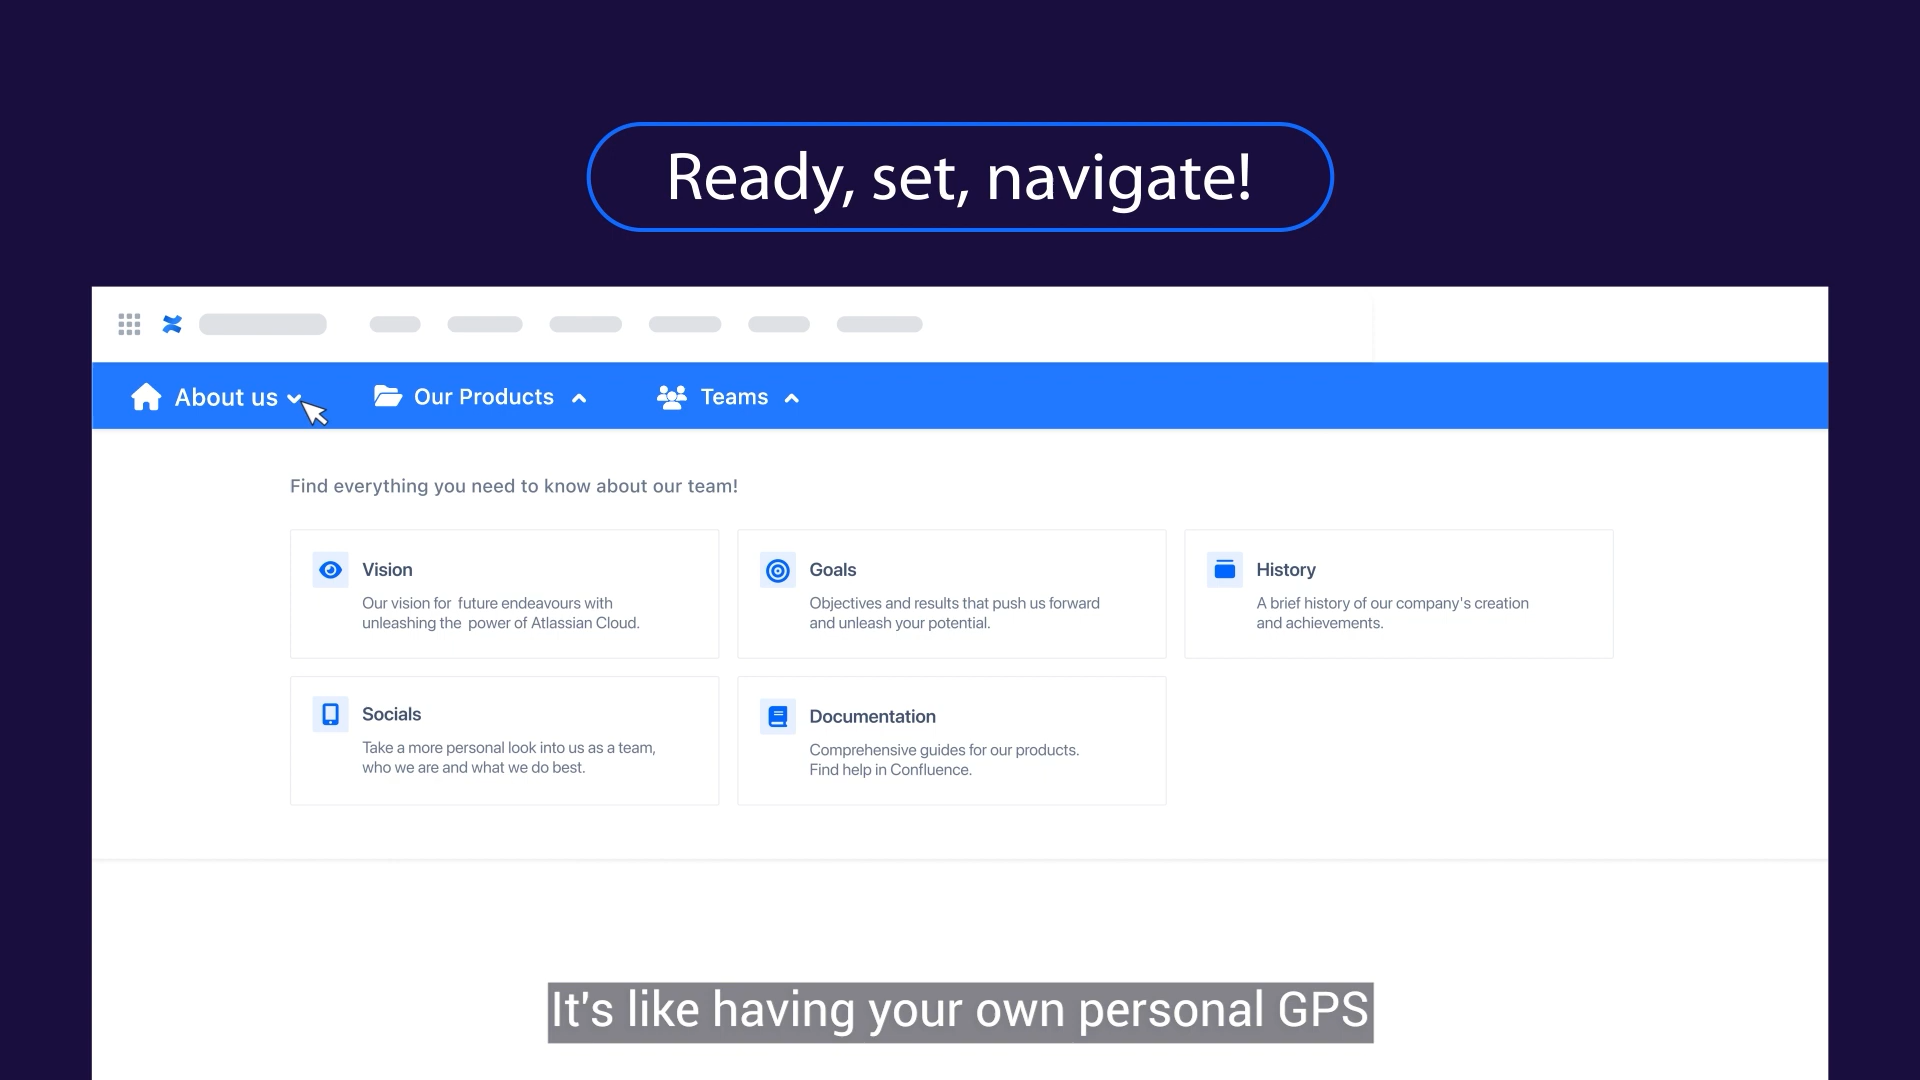 Ready, set, navigate!
About us
Our Products
Teams
Find everything you need to know about our team!
Vision
Our vision for future endeavours with
unleashing the power of Atlassian Cloud.
Goals
Objectives and results that push us forward
and unleash your potential.
History
A brief history of our company's creation
and achievements.
Socials
Take a more personal look into us as a team,
who we are and what we do best.
Documentation
Comprehensive guides for our products.
Find help in Confluence.
It's like having your own personal GPS